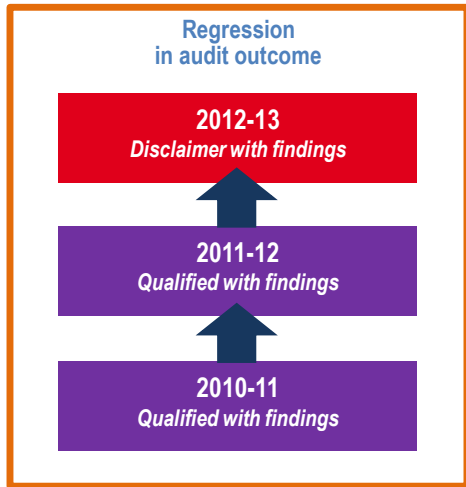 Regression
in audit outcome
2012-13
Disclaimer with findings
2011-12
Qualified with findings
2010-11
Qualified with findings